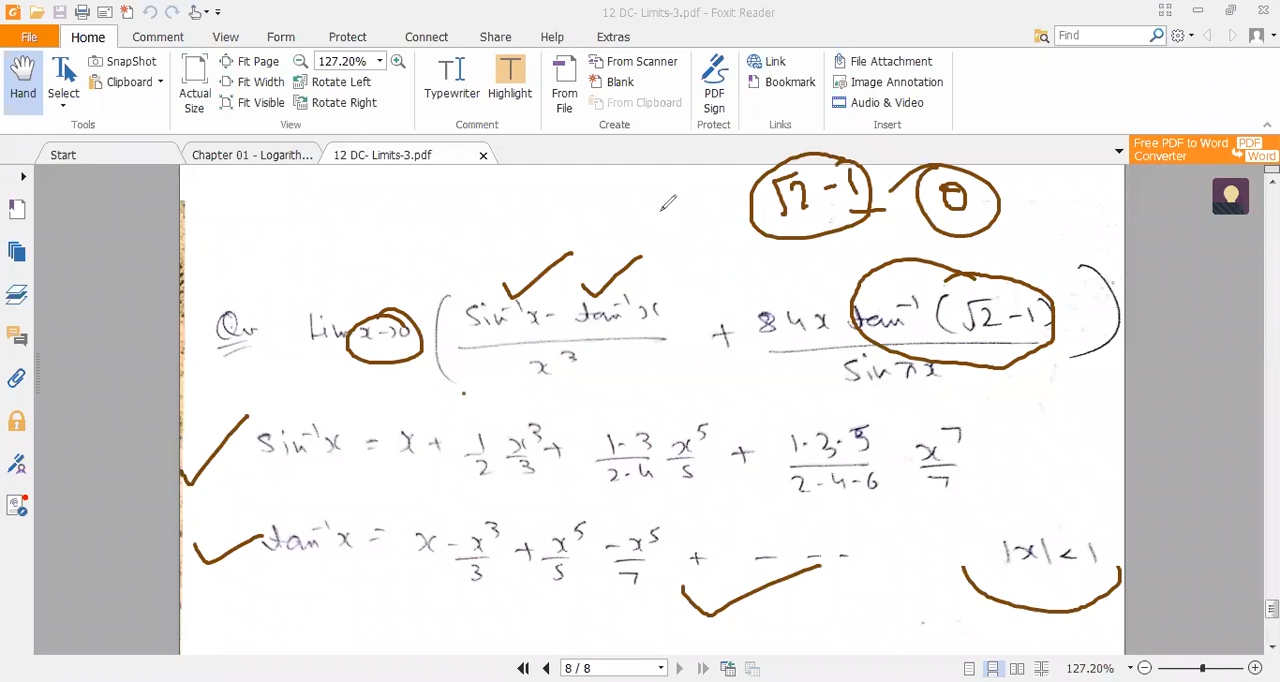 12 DC- Limits-3.pdf - Foxit Reader
File Home Comment View Form Protect Connect Share Help Extras Find
Hand
Select
SnapShot
Clipboard
Actual Size
Fit Page
Fit Width
Fit Visible
127.20%
Rotate Left
Rotate Right
Typewriter
Highlight
From File
From Scanner
Blank
From Clipboard
PDF Sign
Link
Bookmark
File Attachment
Image Annotation
Audio & Video
Tools View Comment Create Protect Links Insert
Start Chapter 01 - Logarith... 12 DC- Limits-3.pdf
Free PDF to Word Converter
PDF Word
√2 - 1 0
Qv Lim x→0 ( (sin⁻¹x - tan⁻¹x)/x³ + (84x tan⁻¹(√2-1))/(sin πx) )
sin⁻¹x = x + 1/2 x³/3 + (1·3)/(2·4) x⁵/5 + (1·3·5)/(2·4·6) x⁷/7
tan⁻¹x = x - x³/3 + x⁵/5 - x⁵/7 + - - - |x| < 1
8 / 8 127.20%